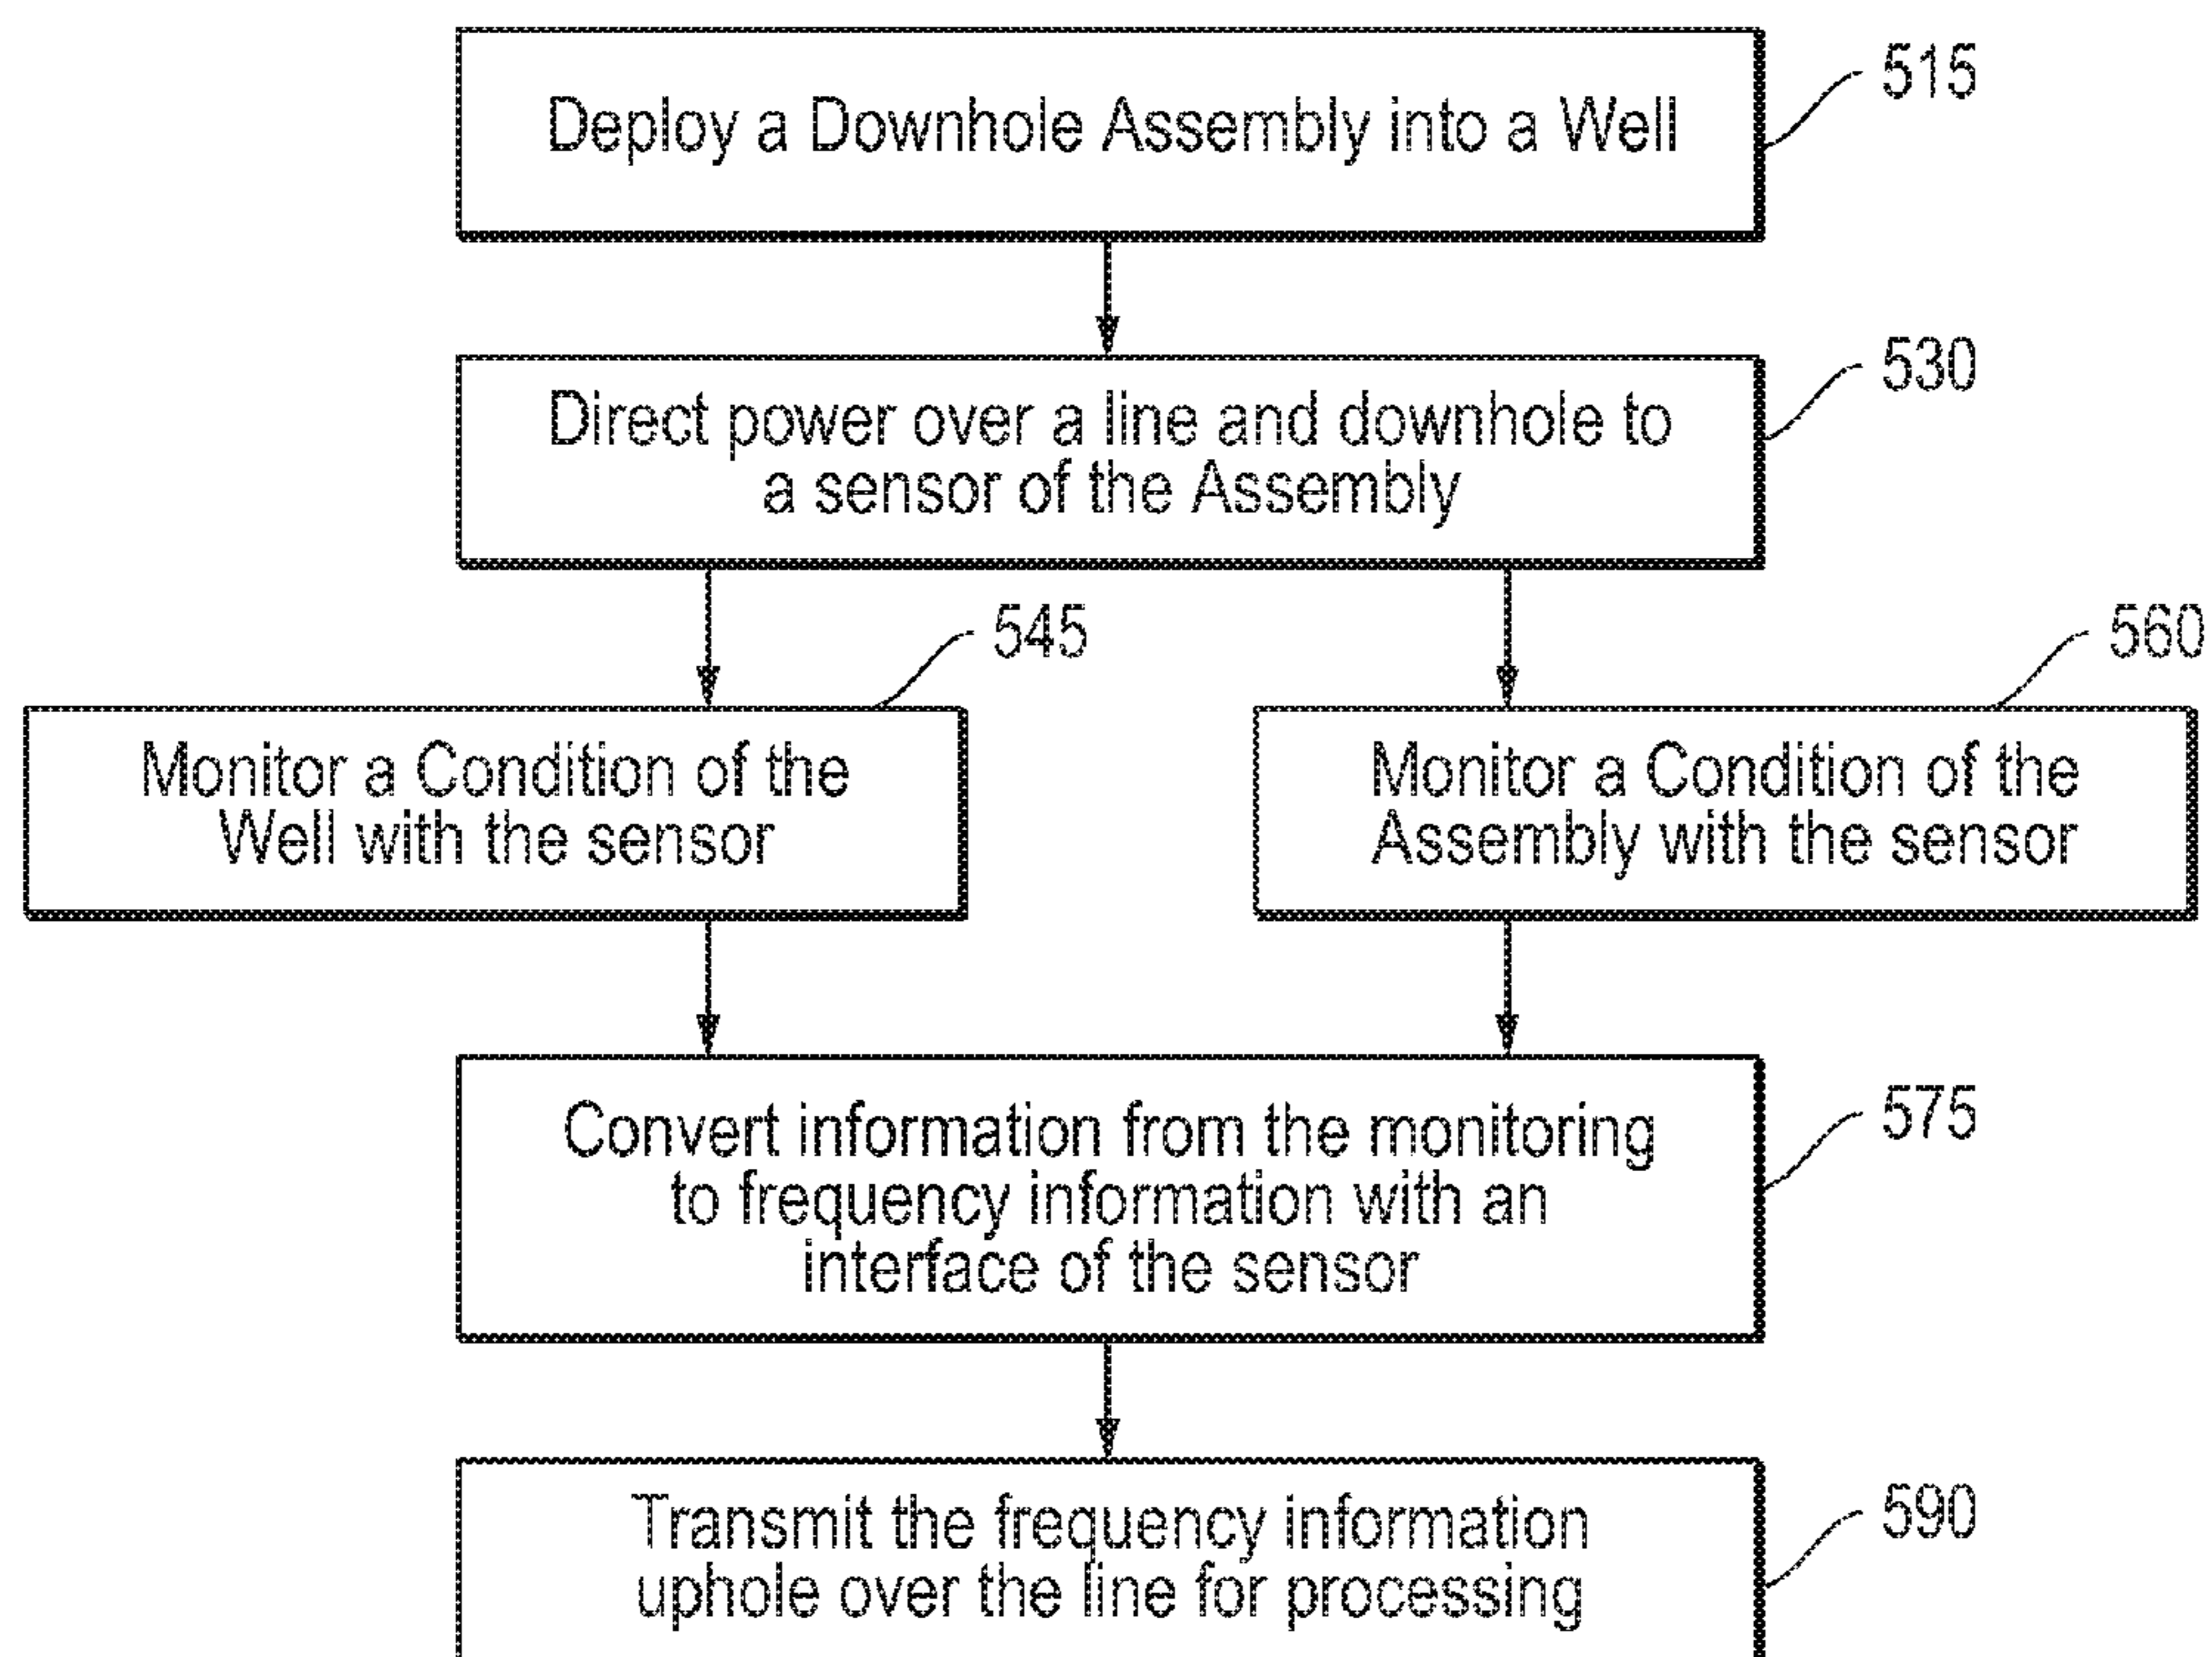 Deploy a Downhole Assembly into a Well
515
Direct power over a line and downhole to
a sensor of the Assembly
530
545
560
Monitor a Condition of the
Well with the sensor
Monitor a Condition of the
Assembly with the sensor
Convert information from the monitoring
to frequency information with an
interface of the sensor
575
Transmit the frequency information
uphole over the line for processing
590